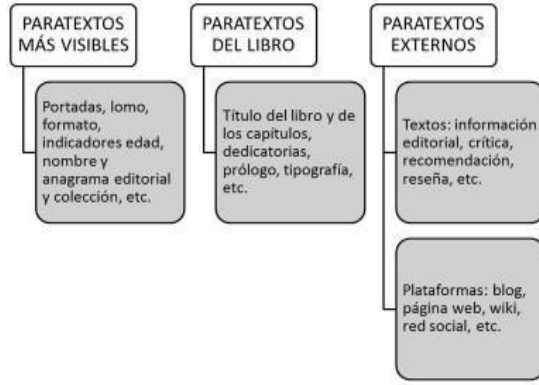 PARATEXTOS
MÁS VISIBLES
Portadas, lomo,
formato,
indicadores edad,
nombre y
anagrama editorial
y colección, etc.
PARATEXTOS
DEL LIBRO
Título del libro y de
los capítulos,
dedicatorias,
prólogo, tipografía,
etc.
PARATEXTOS
EXTERNOS
Textos: información
editorial, crítica,
recomendación,
reseña, etc.
Plataformas: blog,
página web, wiki,
red social, etc.